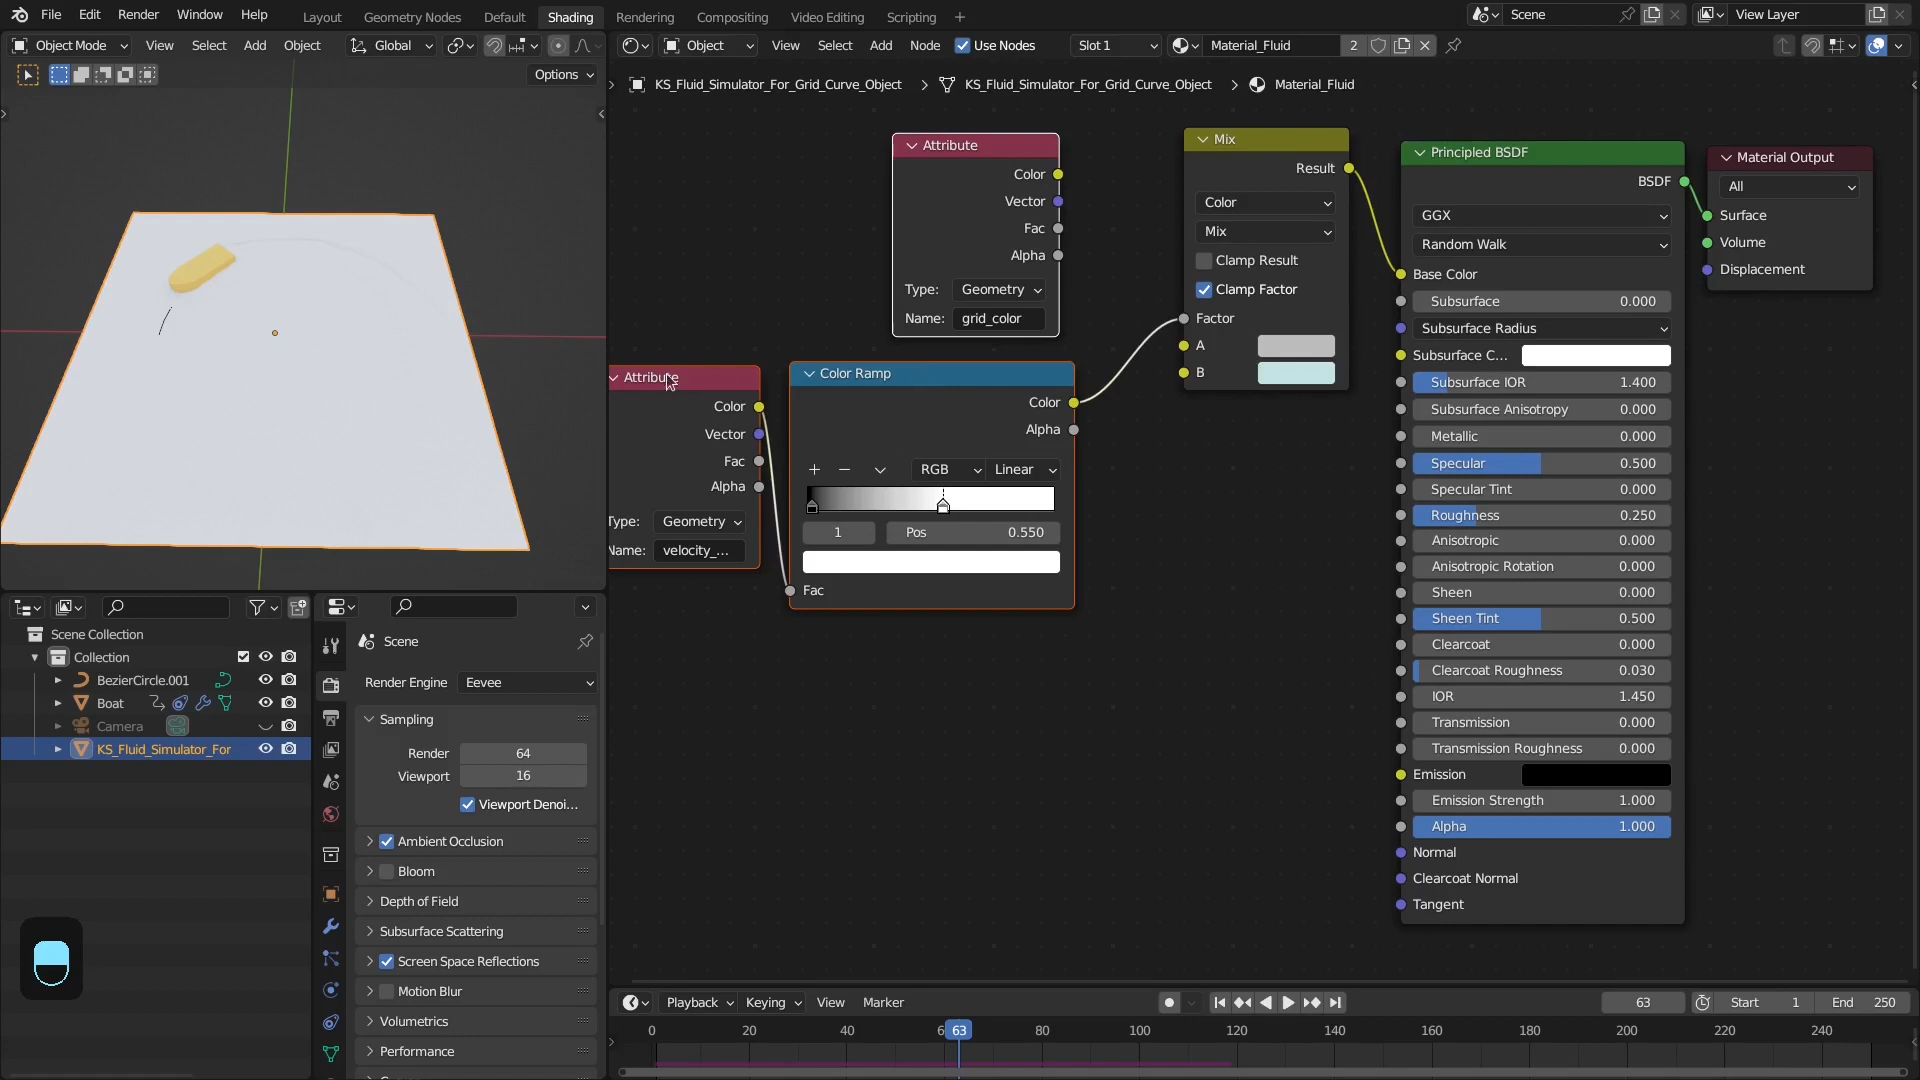 File Edit Render Window Help Layout Geometry Nodes Default Shading Rendering Compositing Video Editing Scripting + Scene View Layer
Object Mode View Select Add Object Global
Options
Object View Select Add Node Use Nodes Slot 1 Material_Fluid 2
KS_Fluid_Simulator_For_Grid_Curve_Object > KS_Fluid_Simulator_For_Grid_Curve_Object > Material_Fluid
Attribute
Color
Vector
Fac
Alpha
Type: Geometry
Name: grid_color
Attribute
Color
Vector
Fac
Alpha
Type: Geometry
Name: velocity_...
Color Ramp
Color
Alpha
RGB Linear
1 Pos 0.550
Fac
Mix
Result
Color
Mix
Clamp Result
Clamp Factor
Factor
A
B
Principled BSDF
BSDF
GGX
Random Walk
Base Color
Subsurface 0.000
Subsurface Radius
Subsurface C...
Subsurface IOR 1.400
Subsurface Anisotropy 0.000
Metallic 0.000
Specular 0.500
Specular Tint 0.000
Roughness 0.250
Anisotropic 0.000
Anisotropic Rotation 0.000
Sheen 0.000
Sheen Tint 0.500
Clearcoat 0.000
Clearcoat Roughness 0.030
IOR 1.450
Transmission 0.000
Transmission Roughness 0.000
Emission
Emission Strength 1.000
Alpha 1.000
Normal
Clearcoat Normal
Tangent
Material Output
All
Surface
Volume
Displacement
Scene Collection
Collection
BezierCircle.001
Boat
Camera
KS_Fluid_Simulator_For
Scene
Render Engine Eevee
Sampling
Render 64
Viewport 16
Viewport Denoi...
Ambient Occlusion
Bloom
Depth of Field
Subsurface Scattering
Screen Space Reflections
Motion Blur
Volumetrics
Performance
Playback Keying View Marker 63 Start 1 End 250
0 20 40 6 63 80 100 120 140 160 180 200 220 240